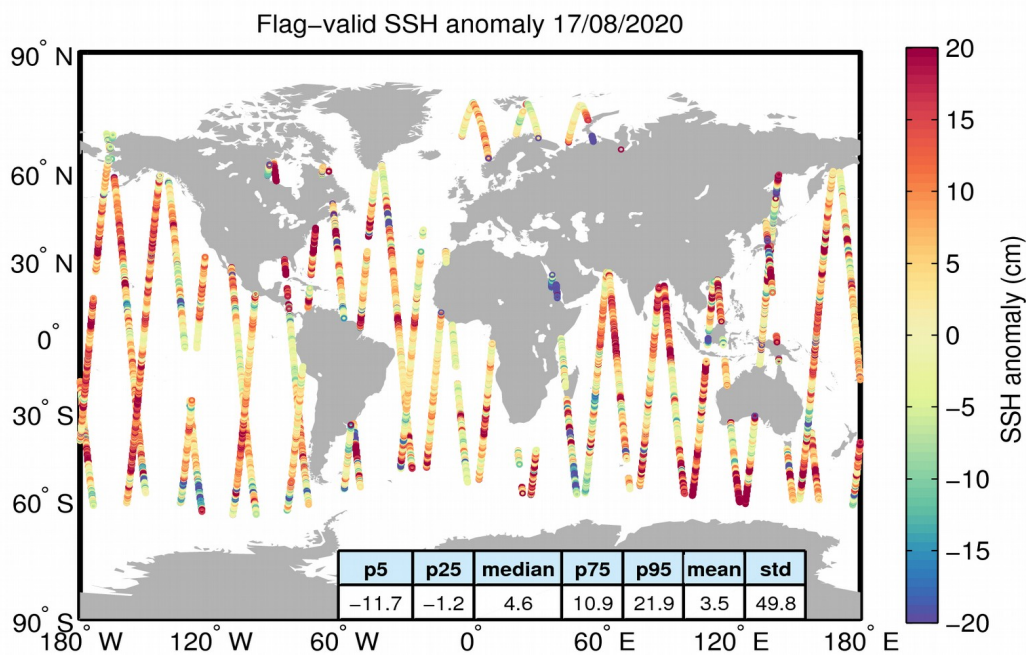 Flag−valid SSH anomaly 17/08/2020
90° N
60° N
30° N
0°
30° S
60° S
90° S
180° W
120° W
60° W
0°
60° E
120° E
180° E
p5 p25 median p75 p95 mean std
−11.7 −1.2 4.6 10.9 21.9 3.5 49.8
20
15
10
5
0
−5
−10
−15
−20
SSH anomaly (cm)